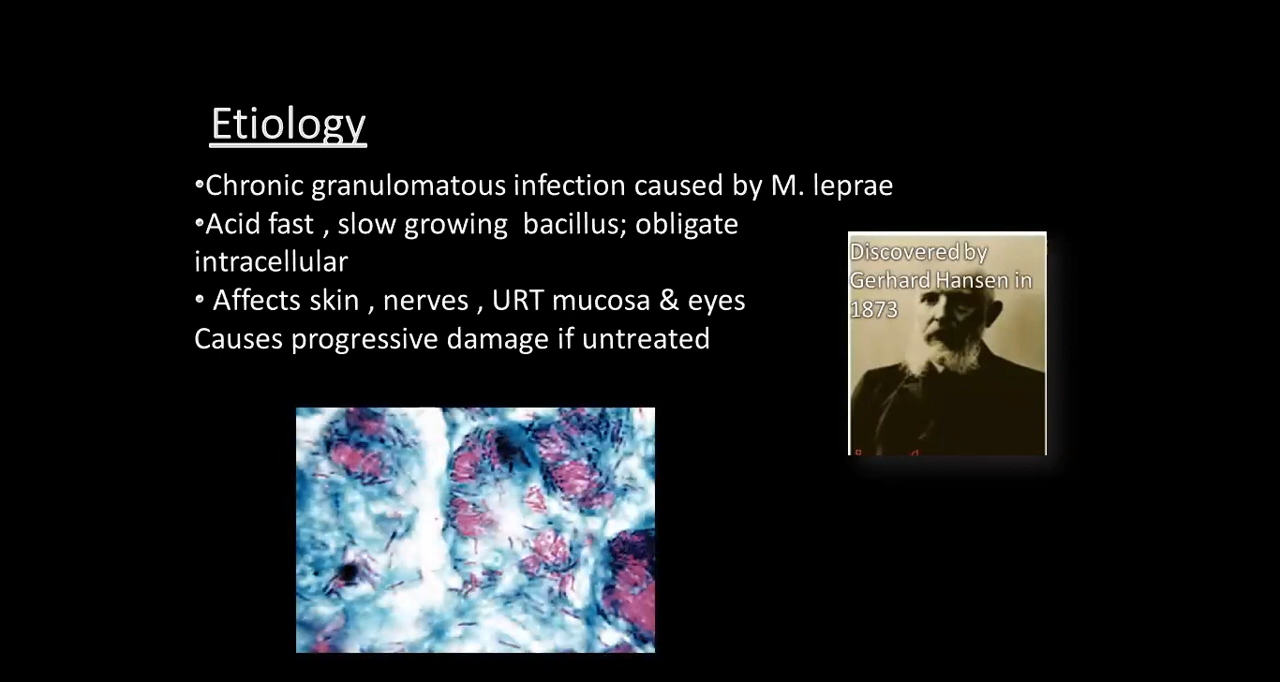 Etiology
•Chronic granulomatous infection caused by M. leprae
•Acid fast , slow growing  bacillus; obligate
intracellular
• Affects skin , nerves , URT mucosa & eyes
Causes progressive damage if untreated
Discovered by
Gerhard Hansen in
1873